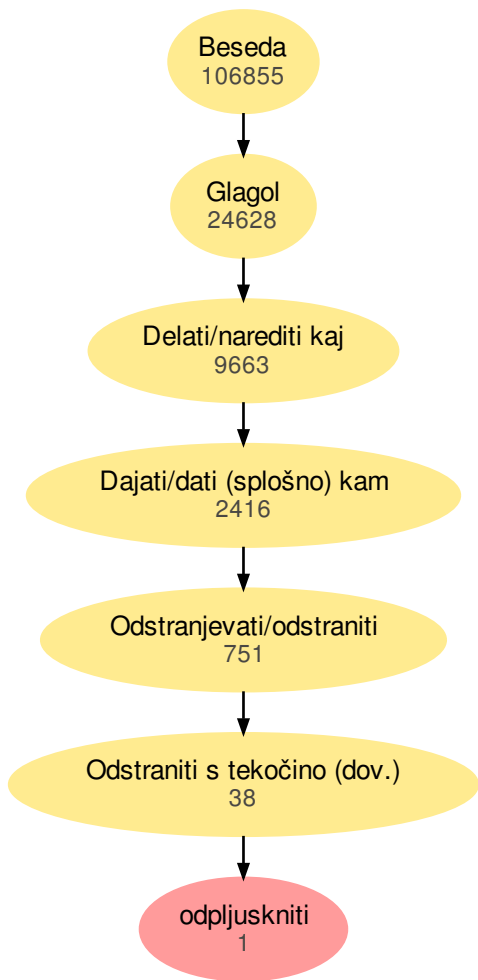 Beseda
106855
Glagol
24628
Delati/narediti kaj
9663
Dajati/dati (splošno) kam
2416
Odstranjevati/odstraniti
751
Odstraniti s tekočino (dov.)
38
odpljuskniti
1